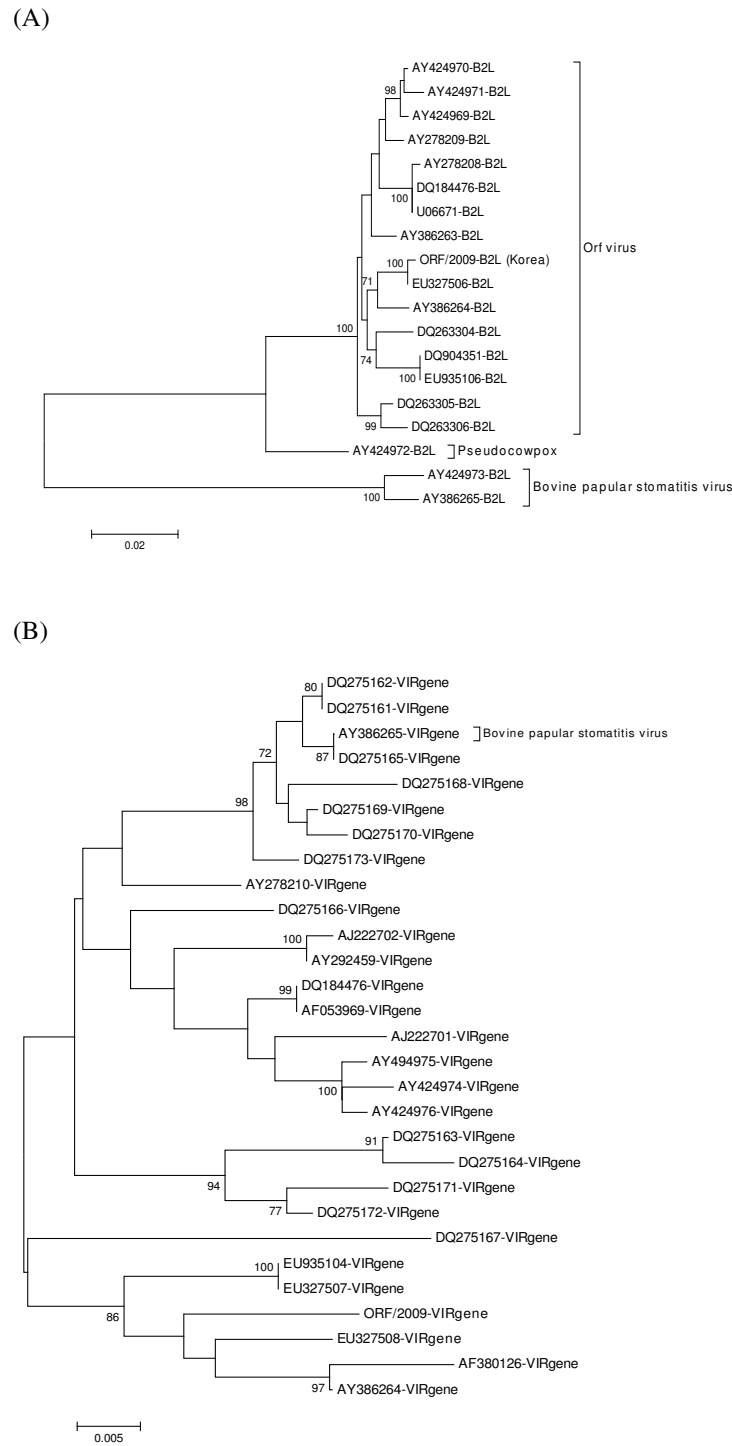 (A)
AY424970-B2L
98
AY424971-B2L
AY424969-B2L
AY278209-B2L
AY278208-B2L
DQ184476-B2L
100
U06671-B2L
AY386263-B2L
Orf virus
ORF/2009-B2L (Korea)
100
EU327506-B2L
71
AY386264-B2L
100
DQ263304-B2L
DQ904351-B2L
74
EU935106-B2L
100
DQ263305-B2L
DQ263306-B2L
99
AY424972-B2L
Pseudocowpox
AY424973-B2L
Bovine papular stomatitis virus
100
AY386265-B2L
0.02
(B)
DQ275162-VIRgene
80
DQ275161-VIRgene
AY386265-VIRgene
Bovine papular stomatitis virus
72
87
DQ275165-VIRgene
DQ275168-VIRgene
98
DQ275169-VIRgene
DQ275170-VIRgene
DQ275173-VIRgene
AY278210-VIRgene
DQ275166-VIRgene
AJ222702-VIRgene
100
AY292459-VIRgene
DQ184476-VIRgene
99
AF053969-VIRgene
AJ222701-VIRgene
AY494975-VIRgene
AY424974-VIRgene
100
AY424976-VIRgene
DQ275163-VIRgene
91
DQ275164-VIRgene
94
DQ275171-VIRgene
77
DQ275172-VIRgene
DQ275167-VIRgene
EU935104-VIRgene
100
EU327507-VIRgene
86
ORF/2009-VIRgene
EU327508-VIRgene
AF380126-VIRgene
97
AY386264-VIRgene
0.005